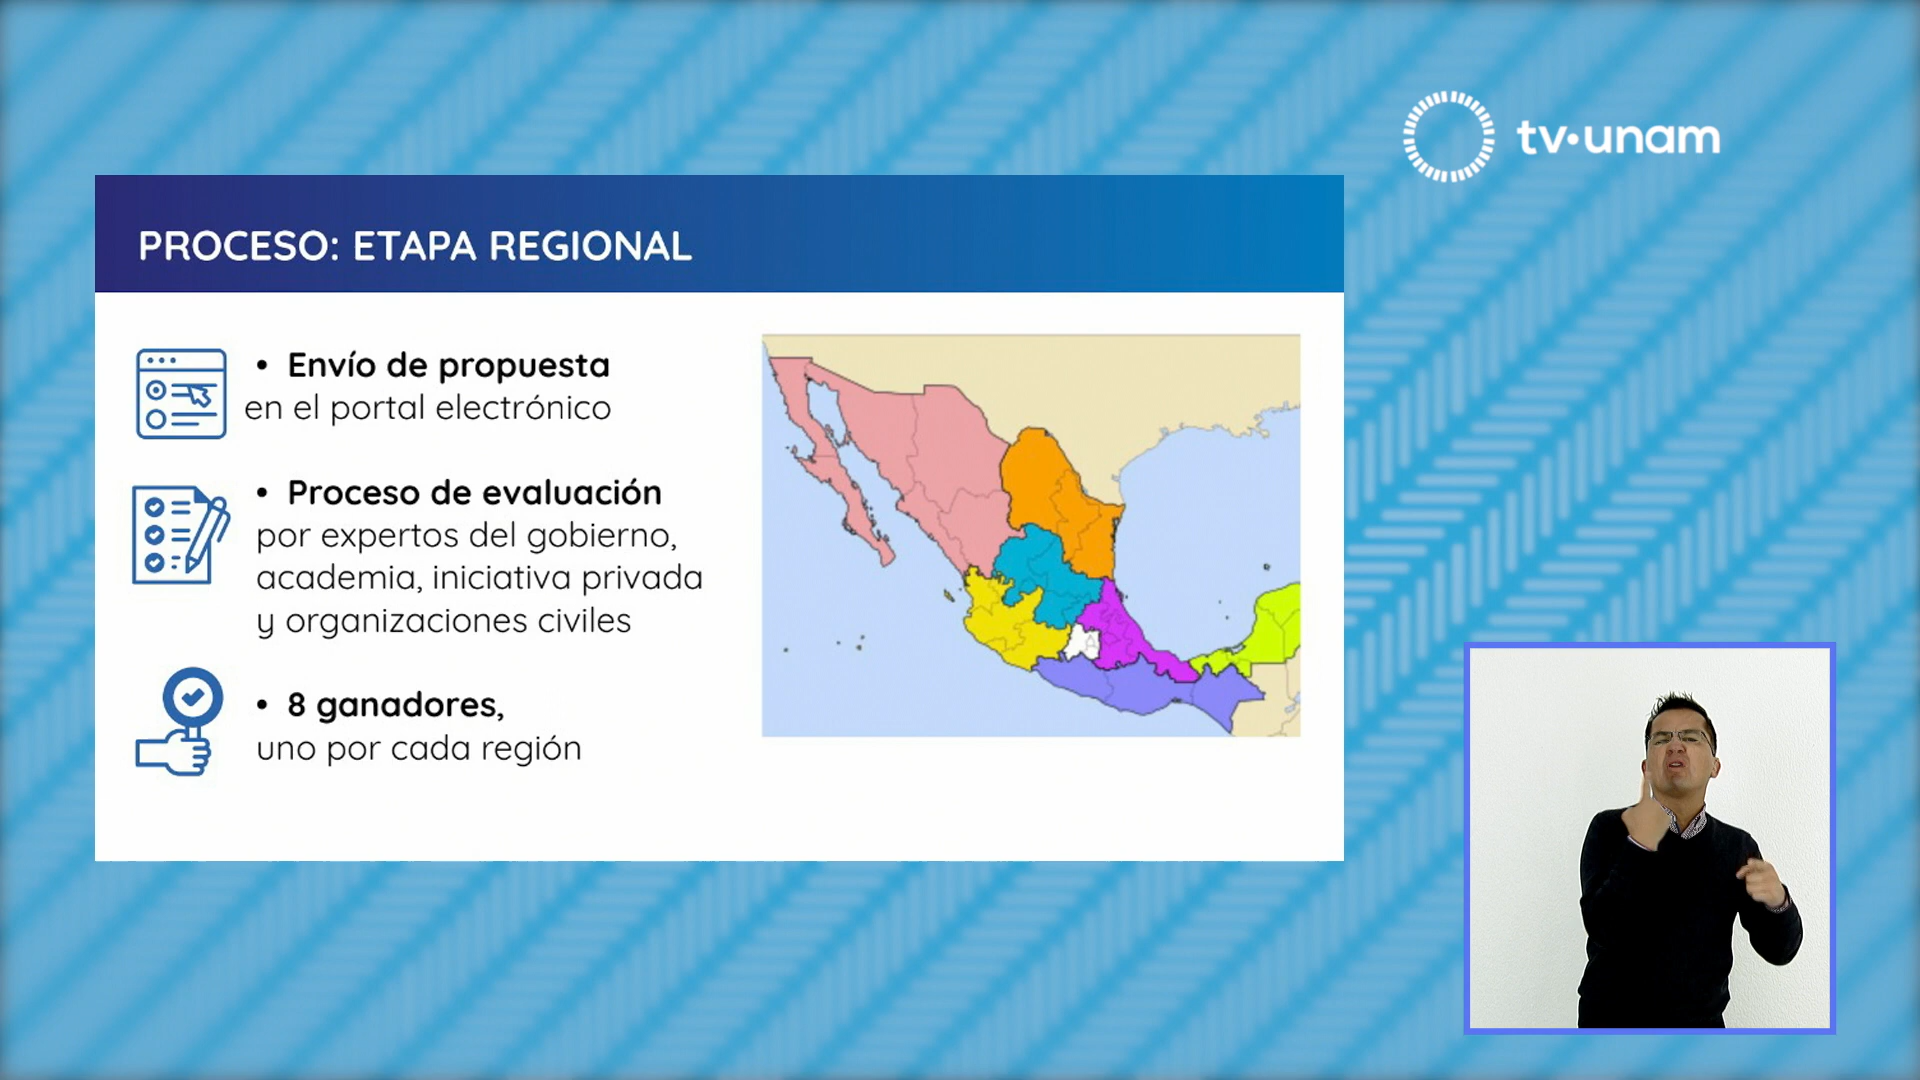 tv·unam
PROCESO: ETAPA REGIONAL
• Envío de propuesta
en el portal electrónico
• Proceso de evaluación
por expertos del gobierno,
academia, iniciativa privada
y organizaciones civiles
• 8 ganadores,
uno por cada región